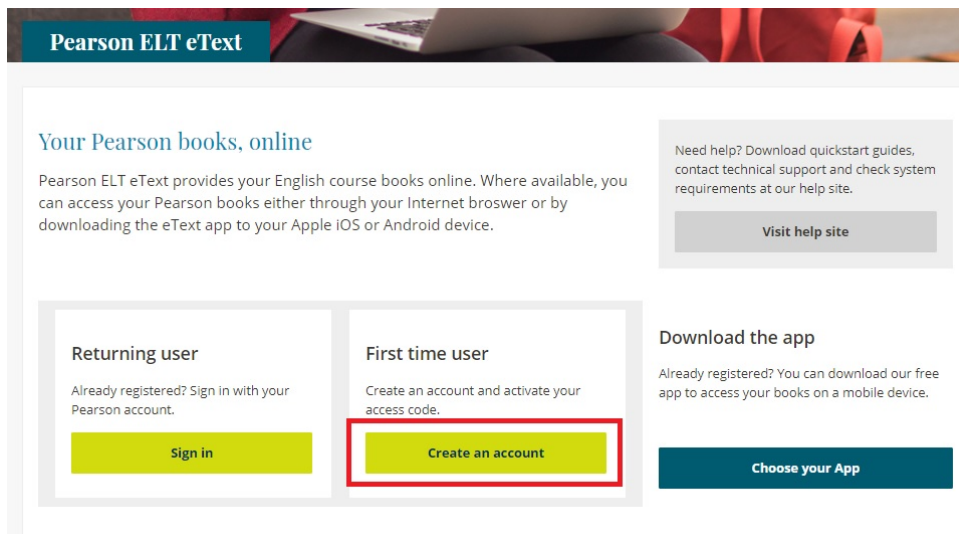 Pearson ELT eText
Your Pearson books, online
Pearson ELT eText provides your English course books online. Where available, you
can access your Pearson books either through your Internet broswer or by
downloading the eText app to your Apple iOS or Android device.
Need help? Download quickstart guides,
contact technical support and check system
requirements at our help site.
Visit help site
Returning user
Already registered? Sign in with your
Pearson account.
Sign in
First time user
Create an account and activate your
access code.
Create an account
Download the app
Already registered? You can download our free
app to access your books on a mobile device.
Choose your App